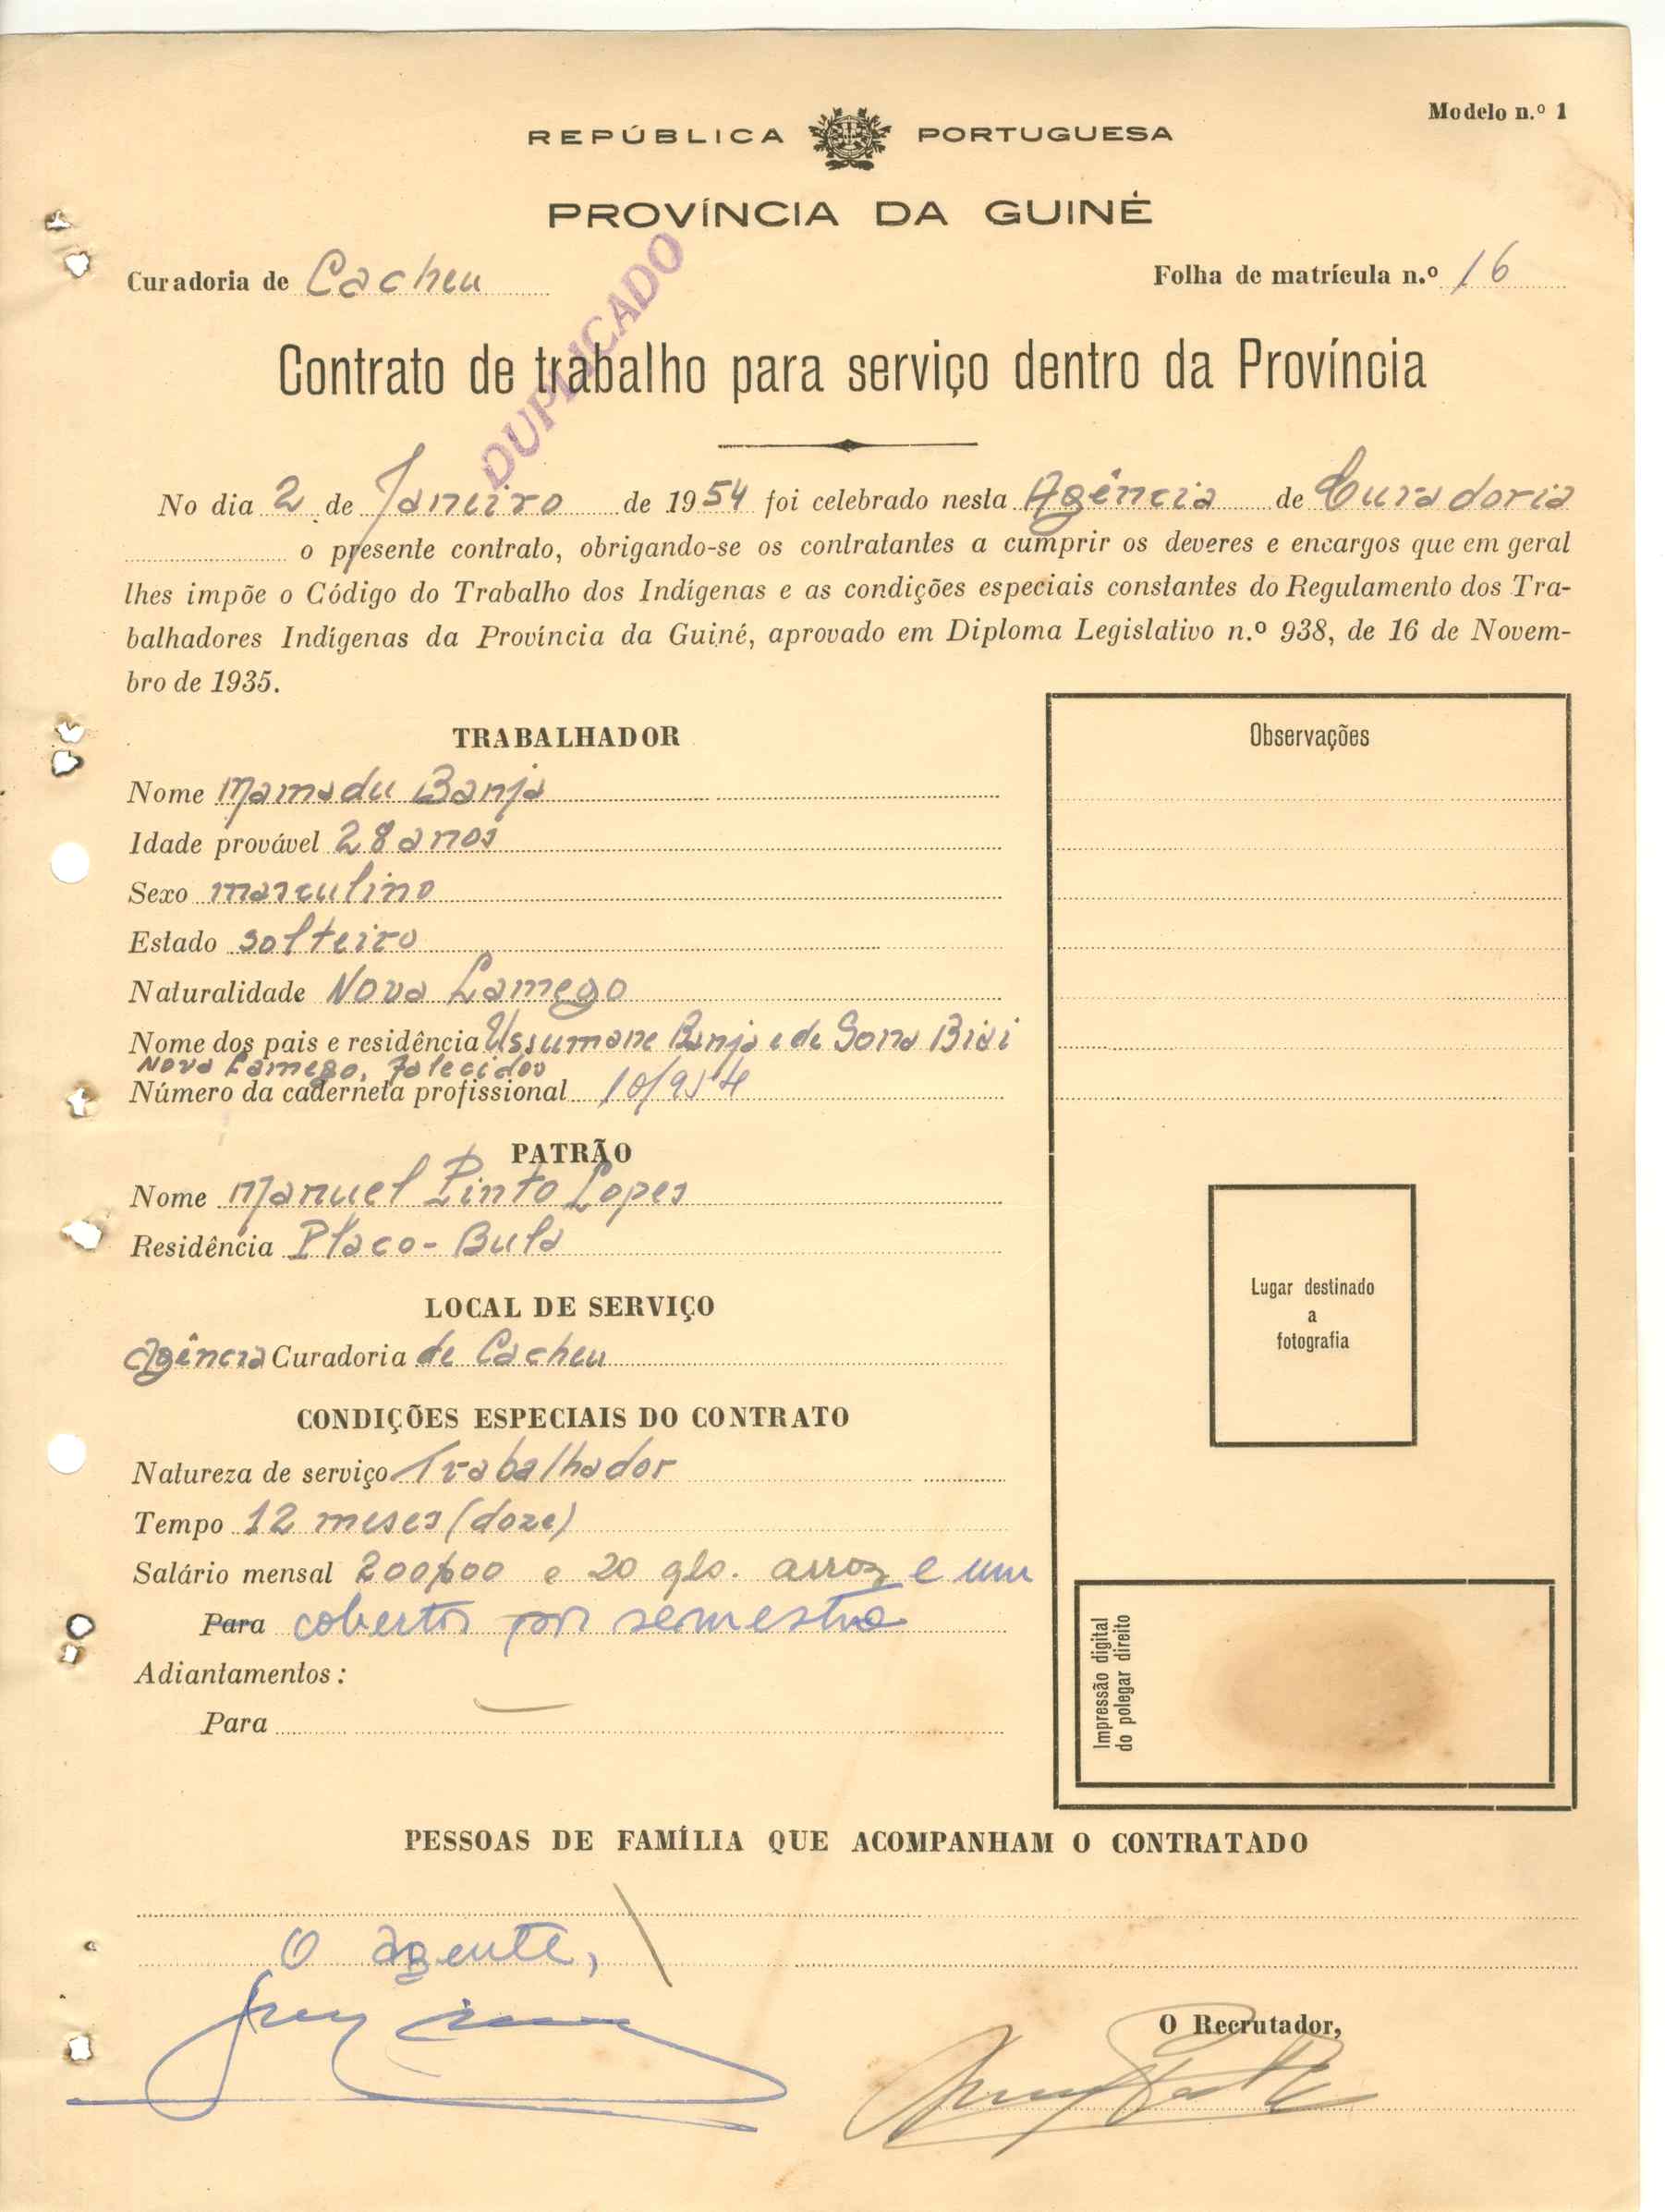 Modelo n.º 1
REPÚBLICA PORTUGUESA
PROVÍNCIA DA GUINÉ
Curadoria de Cacheu
Folha de matrícula n.º 16
DUPLICADO
Contrato de trabalho para serviço dentro da Província
No dia 2 de Janeiro de 1954 foi celebrado nesta Agência de Curadoria
o presente contrato, obrigando-se os contratantes a cumprir os deveres e encargos que em geral
lhes impõe o Código do Trabalho dos Indígenas e as condições especiais constantes do Regulamento dos Tra-
balhadores Indígenas da Província da Guiné, aprovado em Diploma Legislativo n.º 938, de 16 de Novem-
bro de 1935.
TRABALHADOR
Nome Mamadu Banja
Idade provável 28 anos
Sexo masculino
Estado solteiro
Naturalidade Nova Lamego
Nome dos pais e residência Ussumane Banja e de Sona Bidi
Nova Lamego, Falecidos
Número da caderneta profissional 10/954
PATRÃO
Nome Manuel Pinto Lopes
Residência Placo-Bula
LOCAL DE SERVIÇO
Agência Curadoria de Cacheu
CONDIÇÕES ESPECIAIS DO CONTRATO
Natureza de serviço Trabalhador
Tempo 12 meses (doze)
Salário mensal 200$00 e 20 qls. arroz e um
Para cobertor por semestre
Adiantamentos :
Para
Observações
Lugar destinado
a
fotografia
Impressão digital
do polegar direito
PESSOAS DE FAMÍLIA QUE ACOMPANHAM O CONTRATADO
O agente,
O Recrutador,